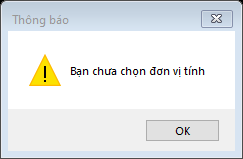 Thông báo
Bạn chưa chọn đơn vị tính
OK